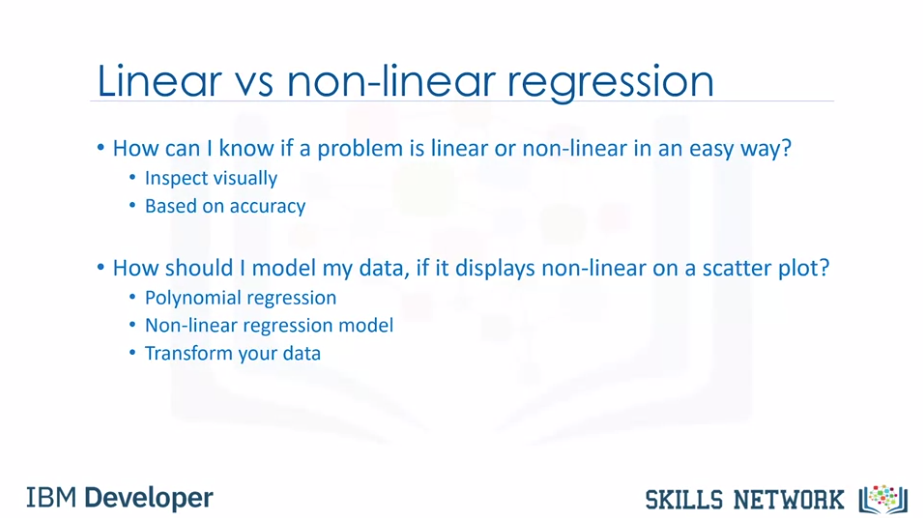 Linear vs non-linear regression
• How can I know if a problem is linear or non-linear in an easy way?
• Inspect visually
• Based on accuracy
• How should I model my data, if it displays non-linear on a scatter plot?
• Polynomial regression
• Non-linear regression model
• Transform your data
IBM Developer
SKILLS NETWORK